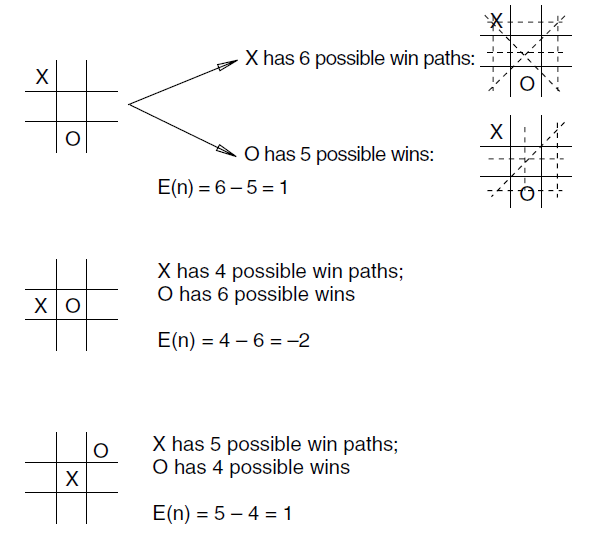 X has 6 possible win paths:
X
O
X
O
O has 5 possible wins:
X
O
E(n) = 6 – 5 = 1
X has 4 possible win paths;
X O
O has 6 possible wins
E(n) = 4 – 6 = –2
O
X has 5 possible win paths;
X
O has 4 possible wins
E(n) = 5 – 4 = 1